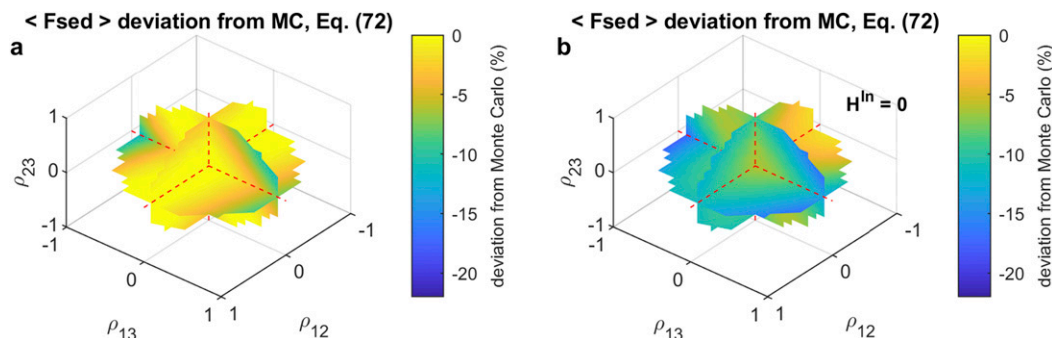 < Fsed > deviation from MC, Eq. (72)
a
1
0
-1
ρ23
-1
0
1
ρ13
1
0
-1
ρ12
0
-5
-10
-15
-20
deviation from Monte Carlo (%)
< Fsed > deviation from MC, Eq. (72)
b
H^ln = 0
1
0
-1
ρ23
-1
0
1
ρ13
1
0
-1
ρ12
0
-5
-10
-15
-20
deviation from Monte Carlo (%)